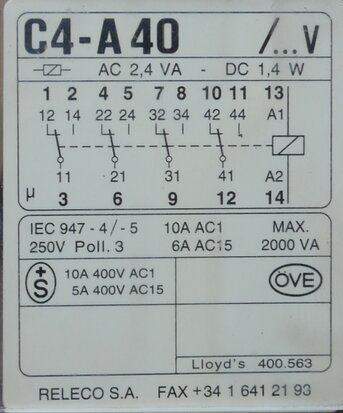 C4-A40 /...V
AC 2,4 VA - DC 1,4 W
1 2 4 5 7 8 10 11 13
12 14 22 24 32 34 42 44 A1
11 21 31 41 A2
µ 3 6 9 12 14
IEC 947 - 4/ - 5 10A AC1 MAX.
250V Poll. 3 6A AC15 2000 VA
+
S 10A 400V AC1
5A 400V AC15
ÖVE
Lloyd's 400.563
RELECO S.A. FAX +34 1 641 21 93